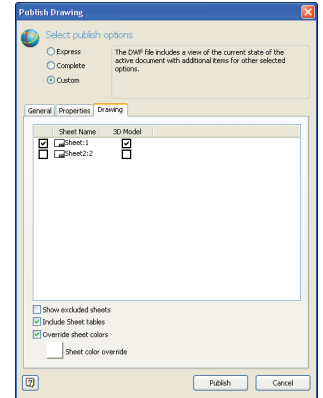 Publish Drawing
Select publish options
Express
Complete
Custom
The DWF file includes a view of the current state of the
active document with additional items for other selected
options.
General Properties Drawing
Sheet Name 3D Model
Sheet:1
Sheet2:2
Show excluded sheets
Include Sheet tables
Override sheet colors
Sheet color override
Publish Cancel